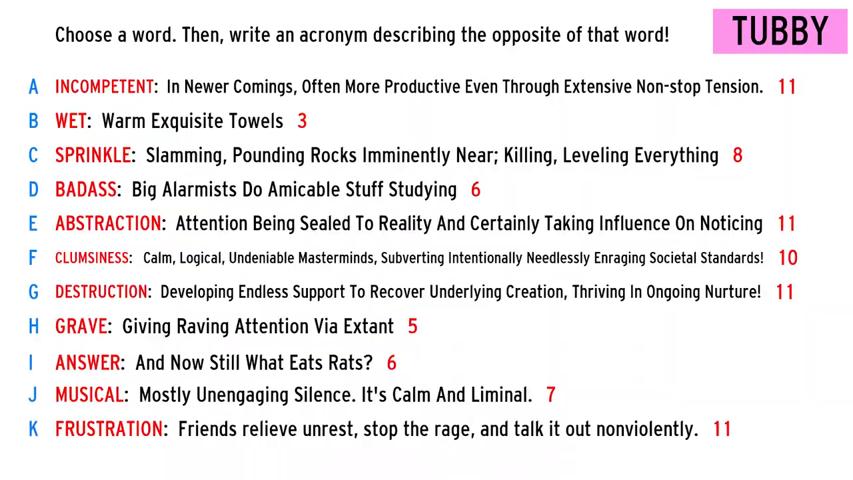 Choose a word. Then, write an acronym describing the opposite of that word!
TUBBY
A INCOMPETENT: In Newer Comings, Often More Productive Even Through Extensive Non-stop Tension. 11
B WET: Warm Exquisite Towels 3
C SPRINKLE: Slamming, Pounding Rocks Imminently Near; Killing, Leveling Everything 8
D BADASS: Big Alarmists Do Amicable Stuff Studying 6
E ABSTRACTION: Attention Being Sealed To Reality And Certainly Taking Influence On Noticing 11
F CLUMSINESS: Calm, Logical, Undeniable Masterminds, Subverting Intentionally Needlessly Enraging Societal Standards! 10
G DESTRUCTION: Developing Endless Support To Recover Underlying Creation, Thriving In Ongoing Nurture! 11
H GRAVE: Giving Raving Attention Via Extant 5
I ANSWER: And Now Still What Eats Rats? 6
J MUSICAL: Mostly Unengaging Silence. It's Calm And Liminal. 7
K FRUSTRATION: Friends relieve unrest, stop the rage, and talk it out nonviolently. 11